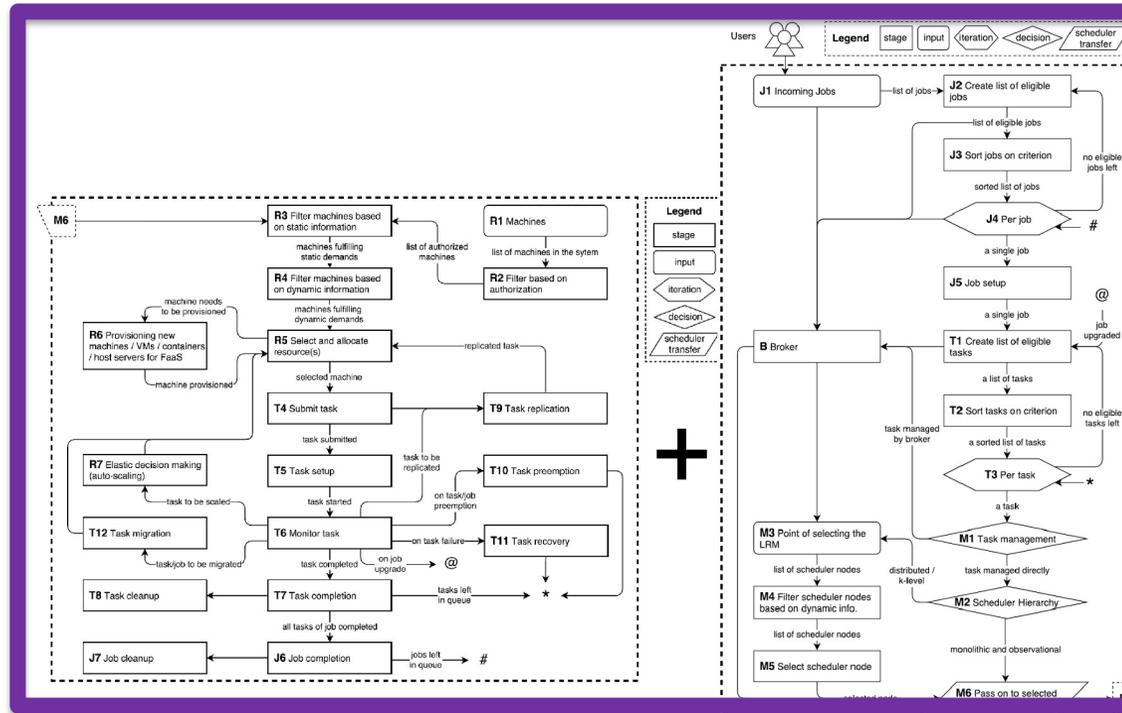 Users
Legend
stage
input
iteration
decision
scheduler
transfer
J1 Incoming Jobs
list of jobs
J2 Create list of eligible
jobs
list of eligible jobs
J3 Sort jobs on criterion
no eligible
jobs left
sorted list of jobs
J4 Per job
#
a single job
J5 Job setup
@
a single job
job
upgraded
B Broker
T1 Create list of eligible
tasks
a list of tasks
T2 Sort tasks on criterion
no eligible
tasks left
task managed
by broker
a sorted list of tasks
T3 Per task
*
a task
M3 Point of selecting the
LRM
M1 Task management
list of scheduler nodes
distributed /
k-level
task managed directly
M4 Filter scheduler nodes
based on dynamic info.
M2 Scheduler Hierarchy
list of scheduler nodes
monolithic and observational
M5 Select scheduler node
M6 Pass on to selected
M6
R3 Filter machines based
on static information
R1 Machines
machines fulfilling
static demands
list of authorized
machines
list of machines in the sytem
R4 Filter machines based
on dynamic information
R2 Filter based on
authorization
machine needs
to be provisioned
machines fulfilling
dynamic demands
R6 Provisioning new
machines / VMs / containers
/ host servers for FaaS
R5 Select and allocate
resource(s)
replicated task
machine provisioned
selected machine
T4 Submit task
T9 Task replication
task submitted
task to be
replicated
R7 Elastic decision making
(auto-scaling)
T5 Task setup
T10 Task preemption
task to be scaled
task started
on task/job
preemption
T12 Task migration
T6 Monitor task
on task failure
T11 Task recovery
task/job to be migrated
task completed
on job
upgrade
@
T8 Task cleanup
T7 Task completion
tasks left
in queue
*
all tasks of job completed
J7 Job cleanup
J6 Job completion
jobs left
in queue
#
Legend
stage
input
iteration
decision
scheduler
transfer
+